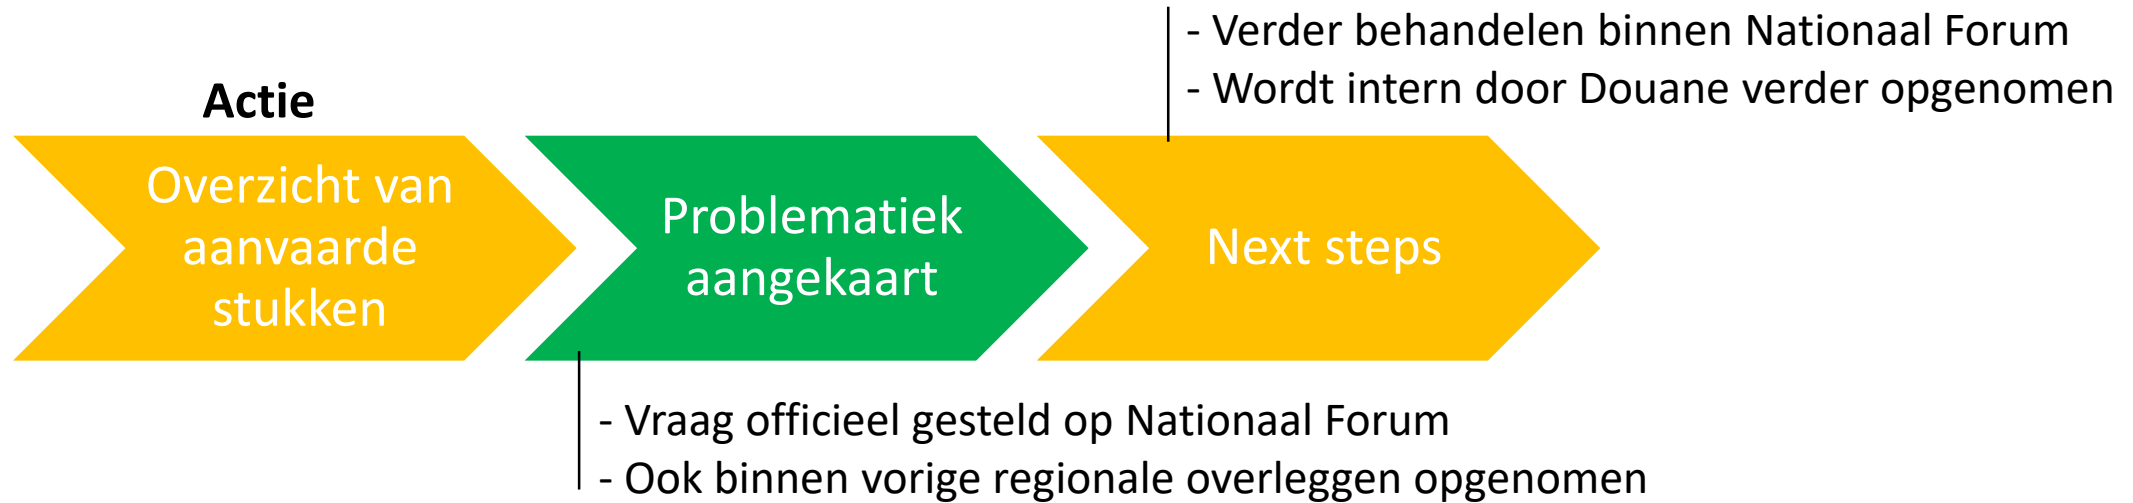 - Verder behandelen binnen Nationaal Forum
- Wordt intern door Douane verder opgenomen
Actie
Overzicht van
aanvaarde
stukken
Problematiek
aangekaart
Next steps
- Vraag officieel gesteld op Nationaal Forum
- Ook binnen vorige regionale overleggen opgenomen